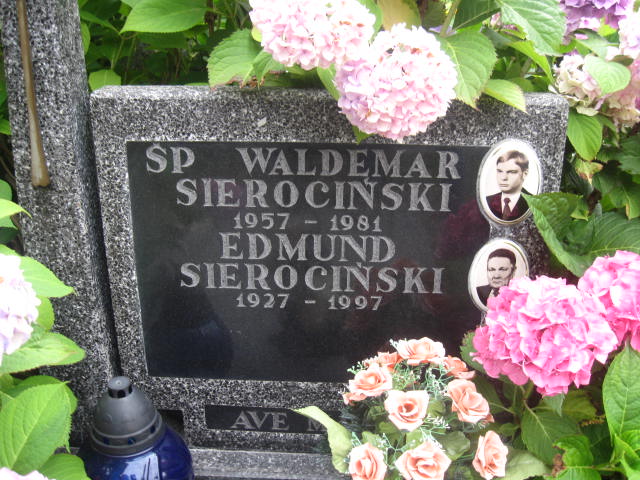 ŚP WALDEMAR
SIEROCIŃSKI
1957 - 1981
EDMUND
SIEROCIŃSKI
1927 - 1997
AVE